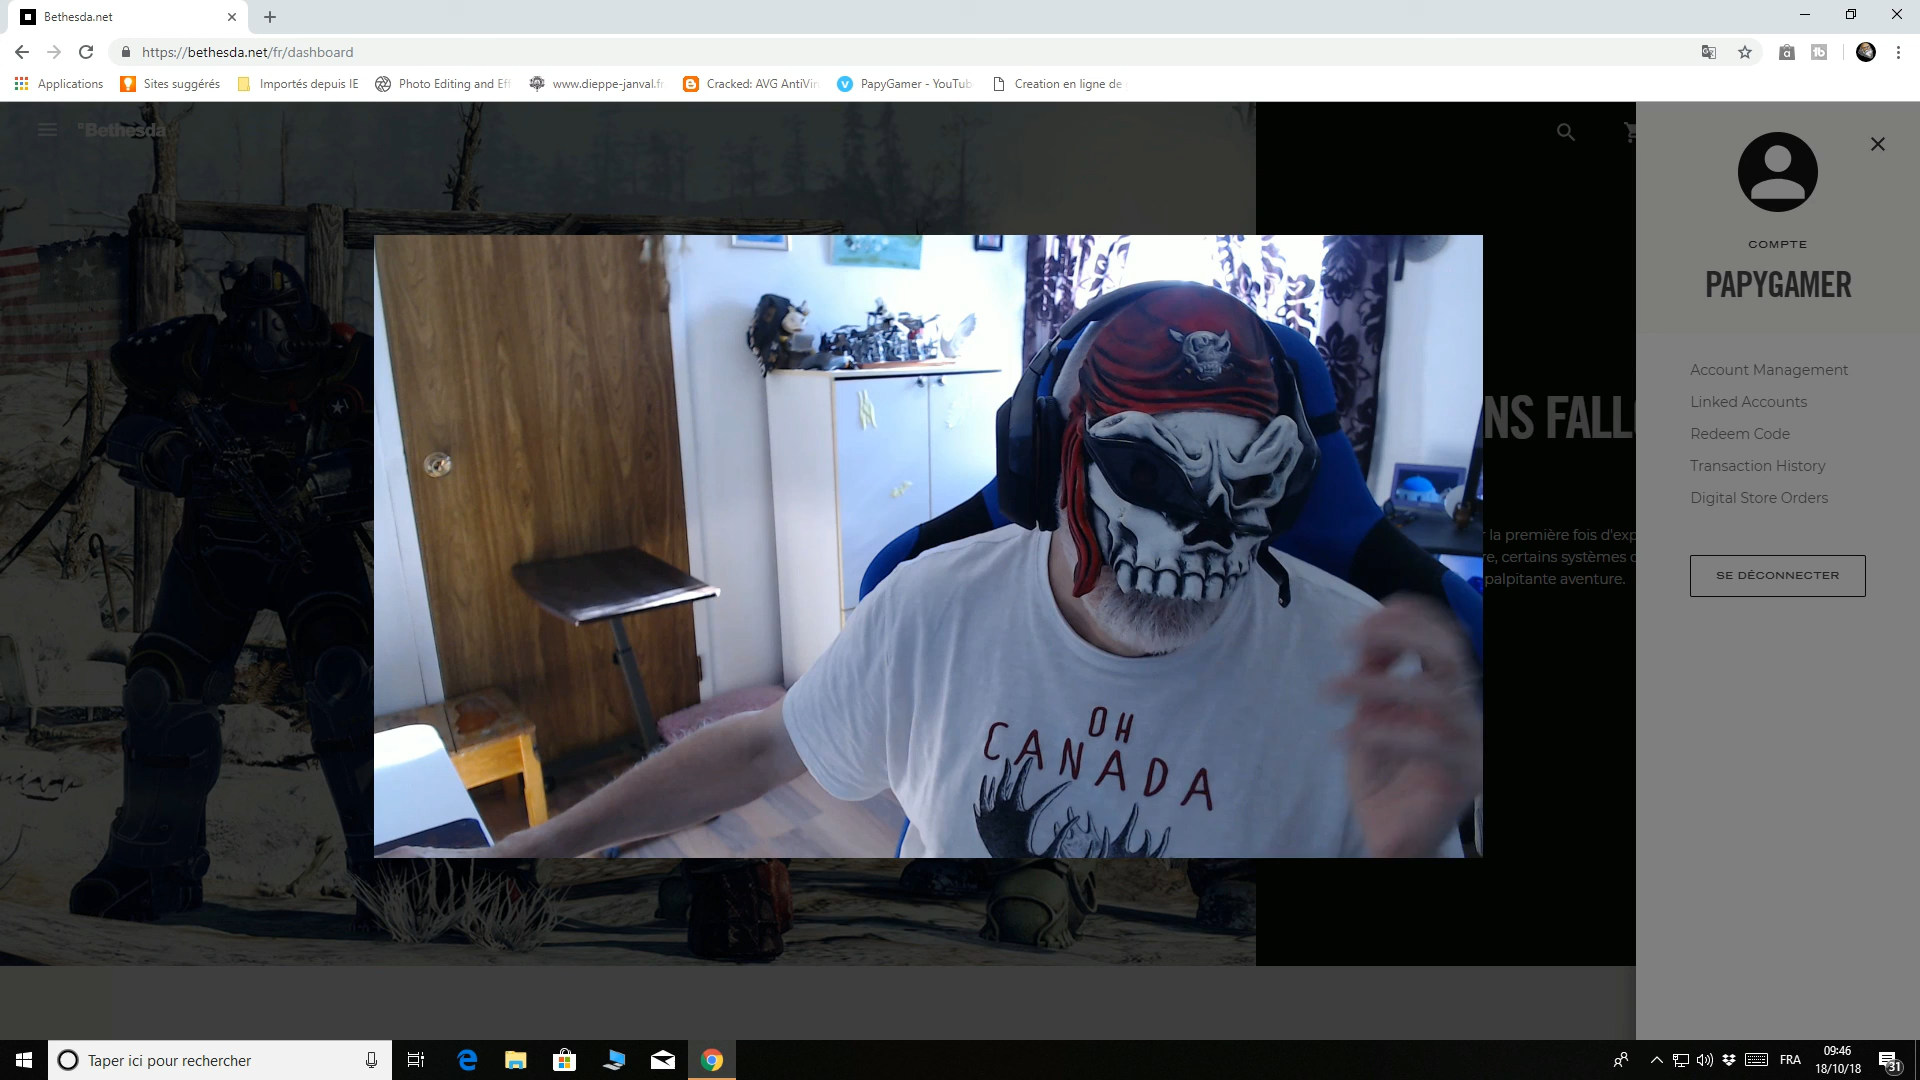 Bethesda.net
https://bethesda.net/fr/dashboard
Applications
Sites suggérés
Importés depuis IE
Photo Editing and Eff
www.dieppe-janval.fr
Cracked: AVG AntiVir
PapyGamer - YouTub
Creation en ligne de
Bethesda
COMPTE
PAPYGAMER
Account Management
Linked Accounts
Redeem Code
Transaction History
Digital Store Orders
SE DÉCONNECTER
NS FALL
la première fois d'exp
re, certains systèmes
palpitante aventure.
OH
CANADA
Taper ici pour rechercher
FRA
09:46
18/10/18
31